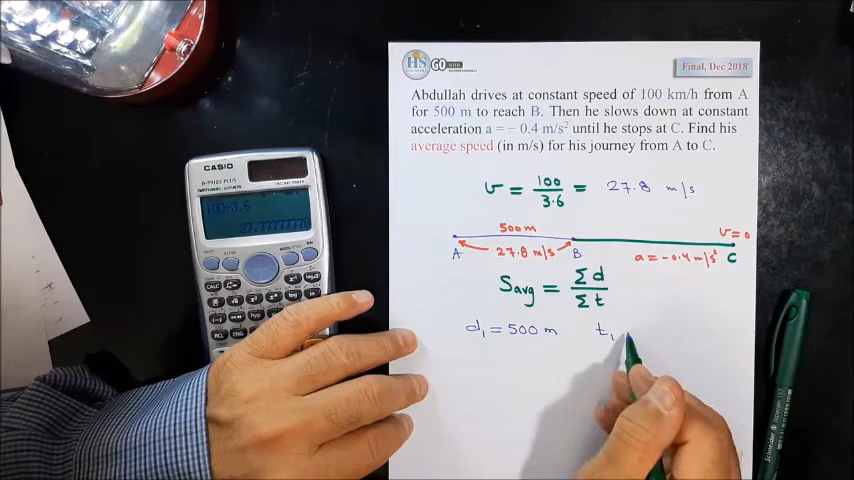 HS
GO
Final, Dec 2018
Abdullah drives at constant speed of 100 km/h from A
for 500 m to reach B. Then he slows down at constant
acceleration a = − 0.4 m/s² until he stops at C. Find his
average speed (in m/s) for his journey from A to C.
CASIO
100÷3.6
27.77777778
v = 100/3.6 = 27.8 m/s
500 m
v = 0
A 27.8 m/s B a = -0.4 m/s² C
Savg = Σd/Σt
d₁ = 500 m t₁